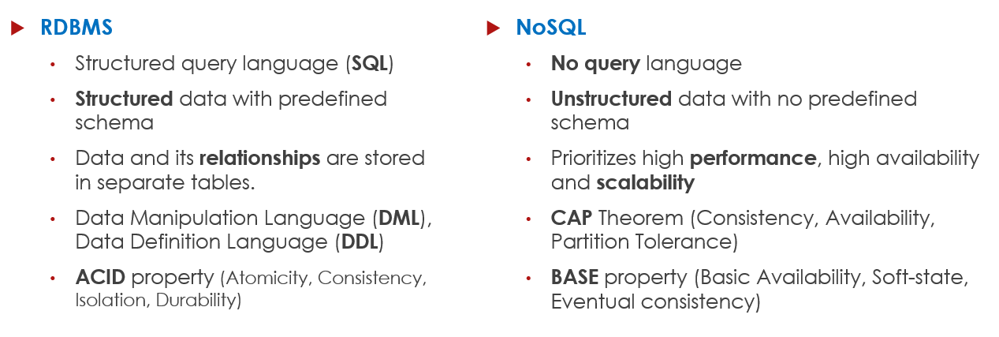 RDBMS
• Structured query language (SQL)
• Structured data with predefined
schema
• Data and its relationships are stored
in separate tables.
• Data Manipulation Language (DML),
Data Definition Language (DDL)
• ACID property (Atomicity, Consistency,
Isolation, Durability)
NoSQL
• No query language
• Unstructured data with no predefined
schema
• Prioritizes high performance, high availability
and scalability
• CAP Theorem (Consistency, Availability,
Partition Tolerance)
• BASE property (Basic Availability, Soft-state,
Eventual consistency)